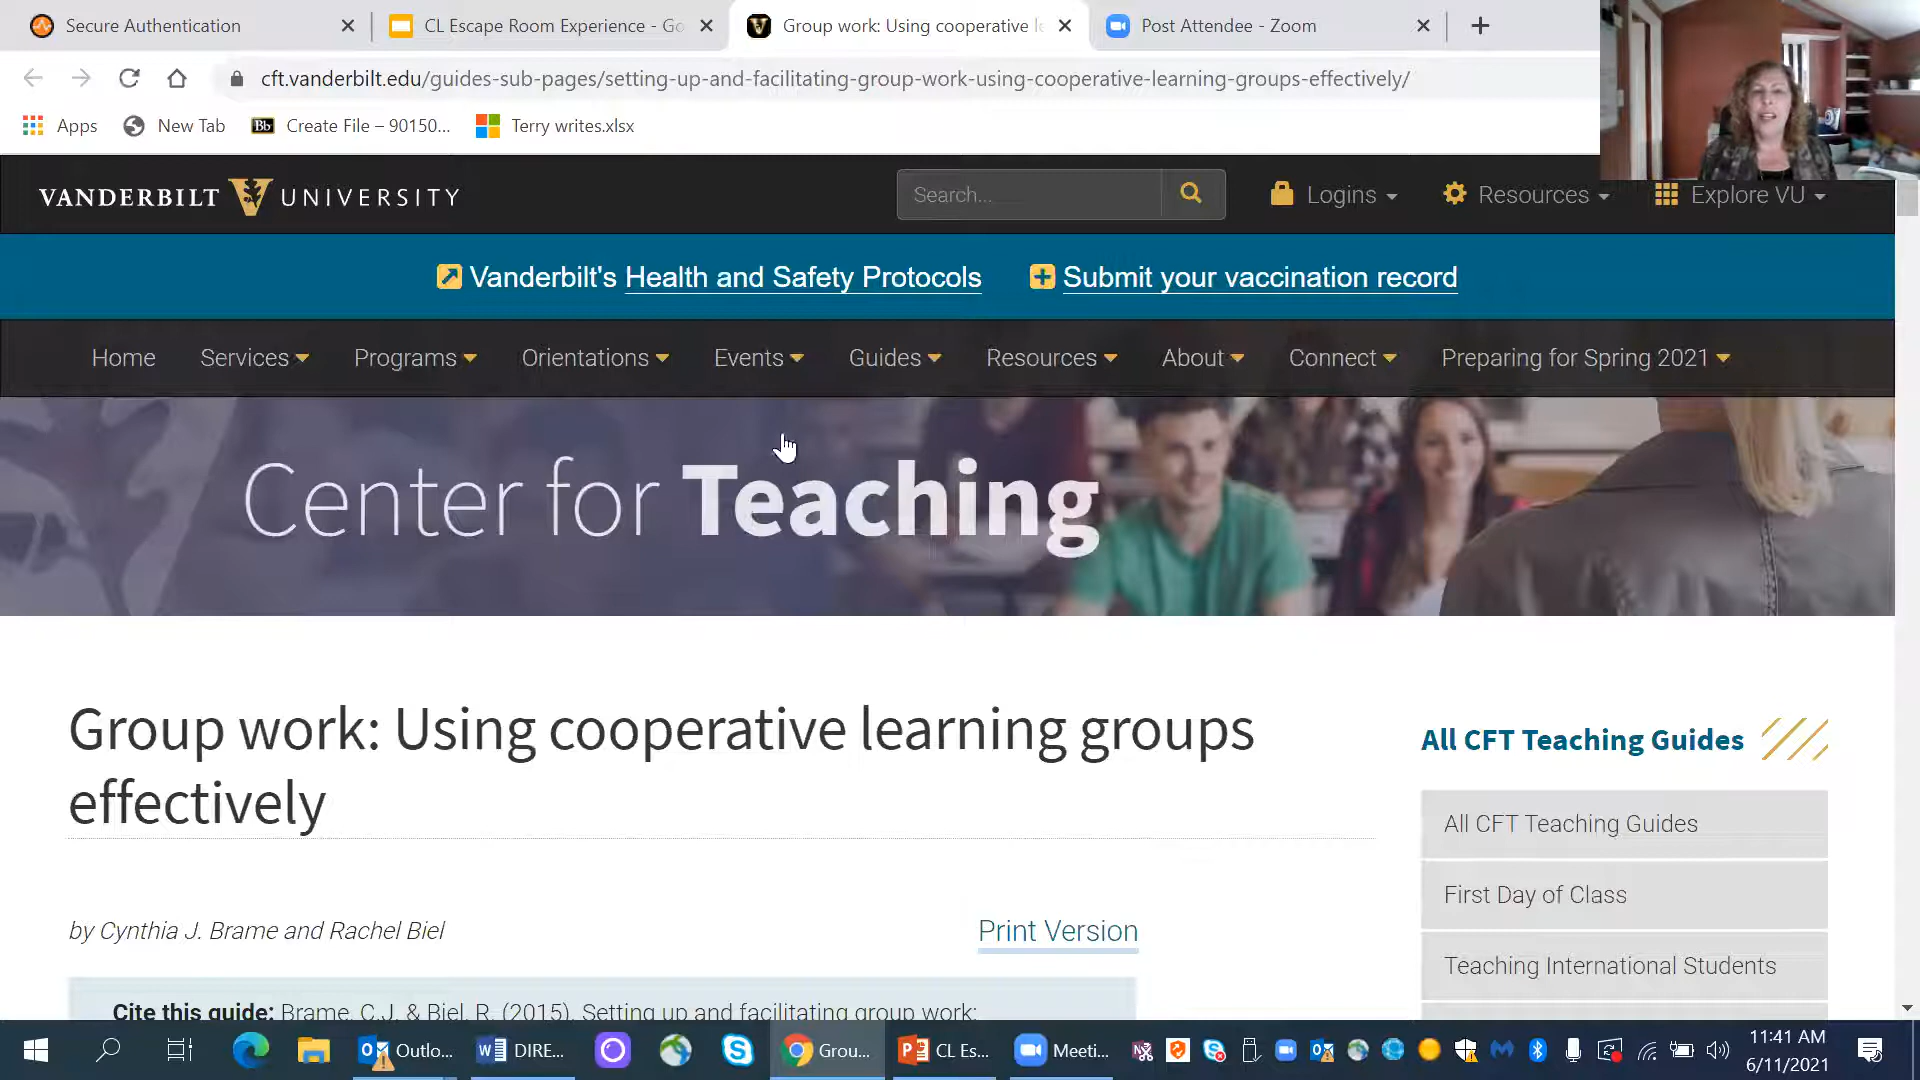 Secure Authentication
CL Escape Room Experience - Go
Group work: Using cooperative le
Post Attendee - Zoom
cft.vanderbilt.edu/guides-sub-pages/setting-up-and-facilitating-group-work-using-cooperative-learning-groups-effectively/
Apps
New Tab
Bb
Create File – 90150...
Terry writes.xlsx
VANDERBILT V UNIVERSITY
Search...
Logins
Resources
Explore VU
Vanderbilt's Health and Safety Protocols
Submit your vaccination record
Home
Services
Programs
Orientations
Events
Guides
Resources
About
Connect
Preparing for Spring 2021
Center for Teaching
Group work: Using cooperative learning groups
effectively
All CFT Teaching Guides
All CFT Teaching Guides
First Day of Class
Teaching International Students
by Cynthia J. Brame and Rachel Biel
Print Version
Cite this guide: Brame, C.J. & Biel, R. (2015). Setting up and facilitating group work:
Outlo...
DIRE...
Grou...
CL Es...
Meeti...
11:41 AM
6/11/2021